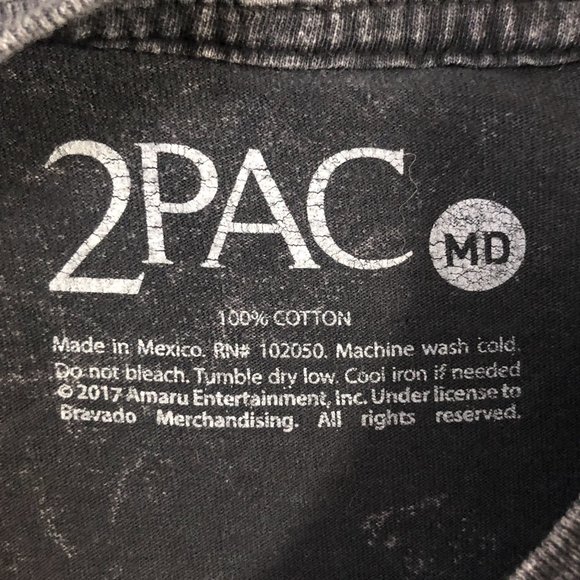 2PAC
MD
100% COTTON
Made in Mexico. RN# 102050. Machine wash cold.
Do not bleach. Tumble dry low. Cool iron if needed
© 2017 Amaru Entertainment, Inc. Under license to
Bravado Merchandising. All rights reserved.